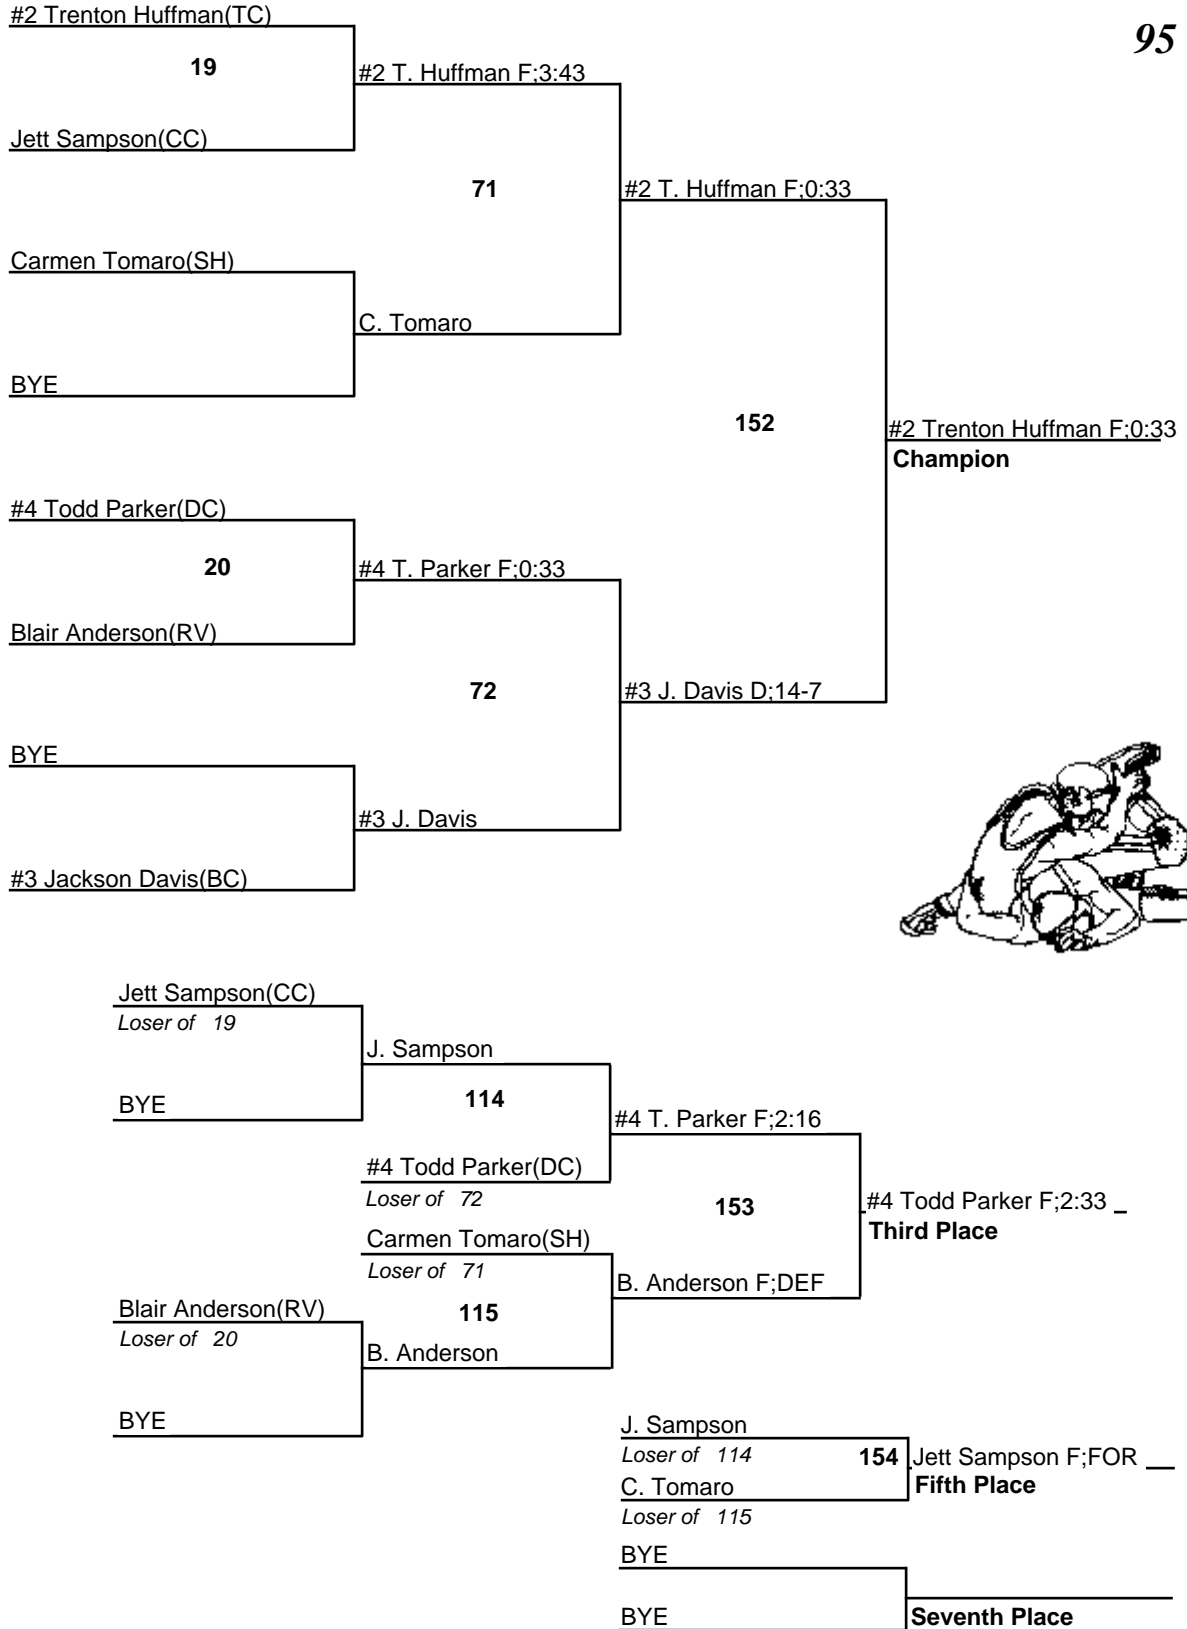 #2 Trenton Huffman(TC)
95
19
#2 T. Huffman F;3:43
Jett Sampson(CC)
71
#2 T. Huffman F;0:33
Carmen Tomaro(SH)
C. Tomaro
BYE
152
#2 Trenton Huffman F;0:33
Champion
#4 Todd Parker(DC)
20
#4 T. Parker F;0:33
Blair Anderson(RV)
72
#3 J. Davis D;14-7
BYE
#3 J. Davis
#3 Jackson Davis(BC)
Jett Sampson(CC)
Loser of 19
J. Sampson
BYE
114
#4 T. Parker F;2:16
#4 Todd Parker(DC)
Loser of 72
153
#4 Todd Parker F;2:33
Third Place
Carmen Tomaro(SH)
Loser of 71
B. Anderson F;DEF
Blair Anderson(RV)
115
Loser of 20
B. Anderson
BYE
J. Sampson
Loser of 114
154
Jett Sampson F;FOR
C. Tomaro
Fifth Place
Loser of 115
BYE
BYE
Seventh Place